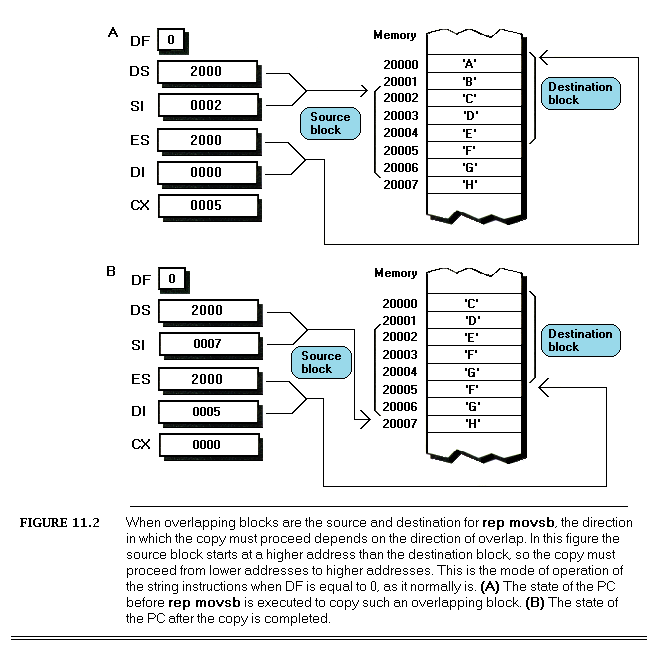 A
DF 0
DS 2000
SI 0002
ES 2000
DI 0000
CX 0005
Source
block
Memory
20000 'A'
20001 'B'
20002 'C'
20003 'D'
20004 'E'
20005 'F'
20006 'G'
20007 'H'
Destination
block
B
DF 0
DS 2000
SI 0007
ES 2000
DI 0005
CX 0000
Source
block
Memory
20000 'C'
20001 'D'
20002 'E'
20003 'F'
20004 'G'
20005 'F'
20006 'G'
20007 'H'
Destination
block
FIGURE 11.2 When overlapping blocks are the source and destination for rep movsb, the direction
in which the copy must proceed depends on the direction of overlap. In this figure the
source block starts at a higher address than the destination block, so the copy must
proceed from lower addresses to higher addresses. This is the mode of operation of
the string instructions when DF is equal to 0, as it normally is. (A) The state of the PC
before rep movsb is executed to copy such an overlapping block. (B) The state of
the PC after the copy is completed.